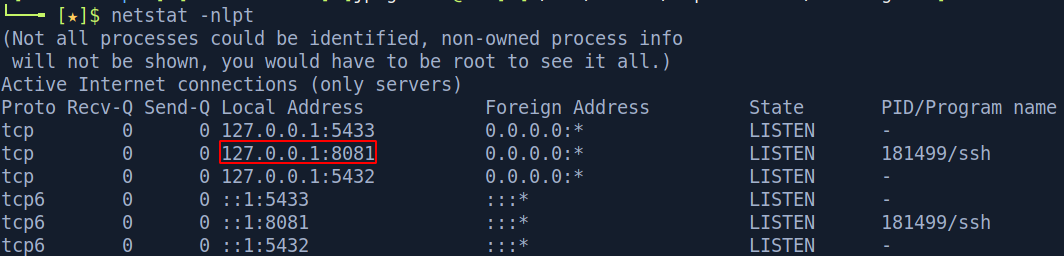 [★]$ netstat -nlpt
(Not all processes could be identified, non-owned process info
will not be shown, you would have to be root to see it all.)
Active Internet connections (only servers)
Proto Recv-Q Send-Q Local Address Foreign Address State PID/Program name
tcp 0 0 127.0.0.1:5433 0.0.0.0:* LISTEN -
tcp 0 0 127.0.0.1:8081 0.0.0.0:* LISTEN 181499/ssh
tcp 0 0 127.0.0.1:5432 0.0.0.0:* LISTEN -
tcp6 0 0 ::1:5433 :::* LISTEN -
tcp6 0 0 ::1:8081 :::* LISTEN 181499/ssh
tcp6 0 0 ::1:5432 :::* LISTEN -